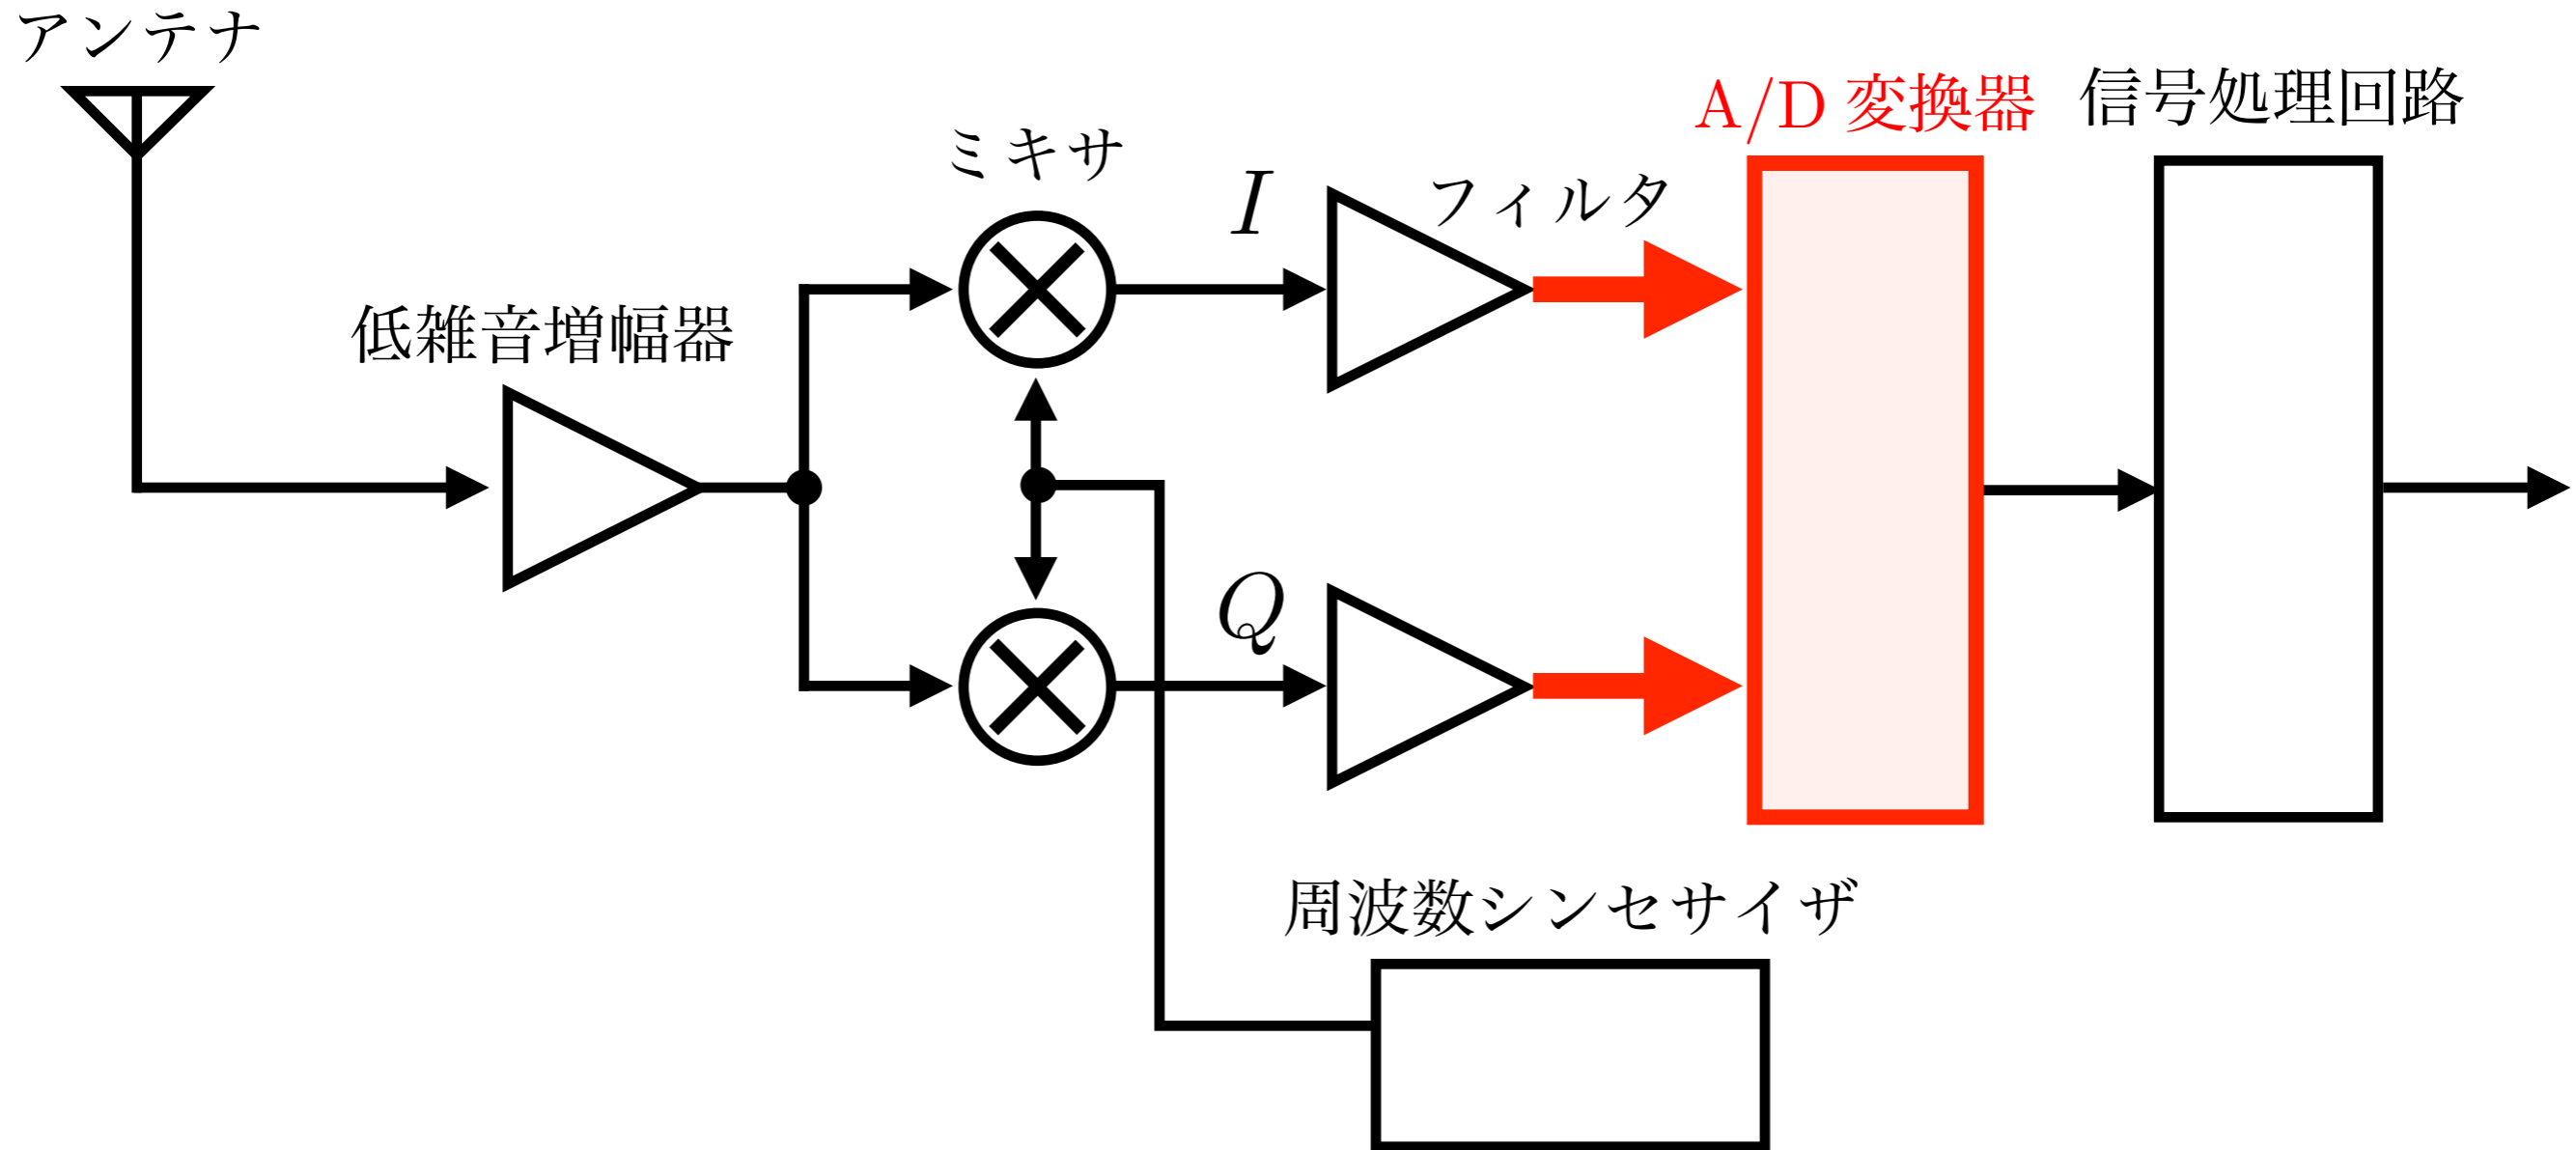 アンテナ
低雑音増幅器
ミキサ
I
フィルタ
A/D 変換器
信号処理回路
Q
周波数シンセサイザ